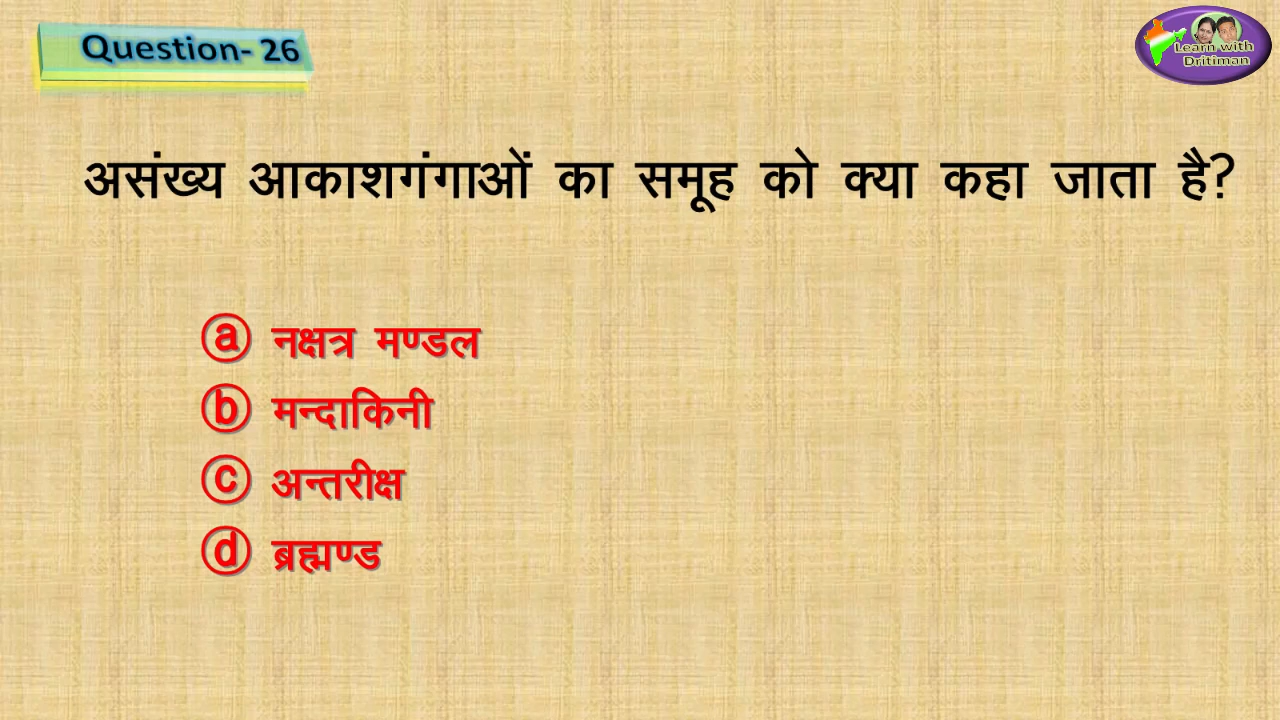 Question- 26
Learn with
Dritiman
असंख्य आकाशगंगाओं का समूह को क्या कहा जाता है?
ⓐ नक्षत्र मण्डल
ⓑ मन्दाकिनी
ⓒ अन्तरीक्ष
ⓓ ब्रह्मण्ड